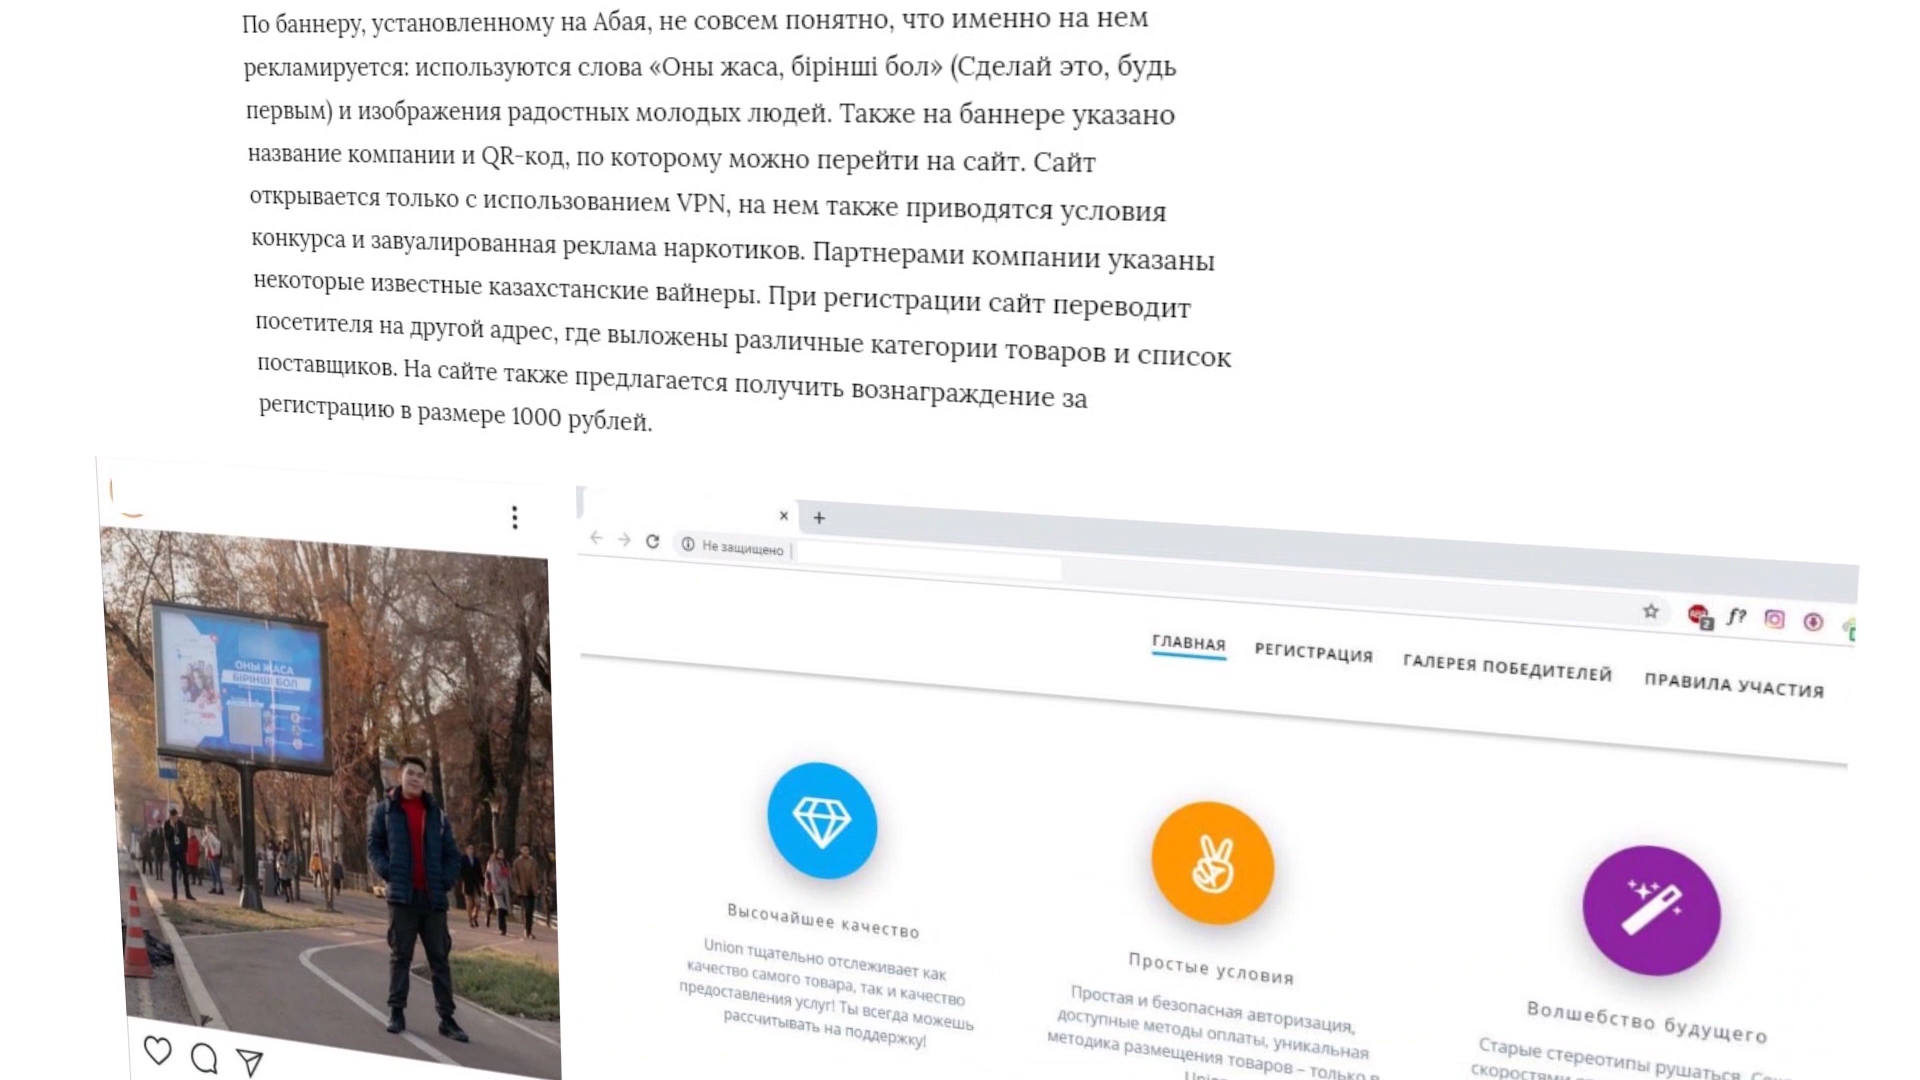 По баннеру, установленному на Абая, не совсем понятно, что именно на нем
рекламируется: используются слова «Оны жаса, бірінші бол» (Сделай это, будь
первым) и изображения радостных молодых людей. Также на баннере указано
название компании и QR-код, по которому можно перейти на сайт. Сайт
открывается только с использованием VPN, на нем также приводятся условия
конкурса и завуалированная реклама наркотиков. Партнерами компании указаны
некоторые известные казахстанские вайнеры. При регистрации сайт переводит
посетителя на другой адрес, где выложены различные категории товаров и список
поставщиков. На сайте также предлагается получить вознаграждение за
регистрацию в размере 1000 рублей.
ОНЫ ЖАСА
БІРІНШІ БОЛ
Не защищено
f?
2
ГЛАВНАЯ РЕГИСТРАЦИЯ ГАЛЕРЕЯ ПОБЕДИТЕЛЕЙ ПРАВИЛА УЧАСТИЯ
Высочайшее качество
Union тщательно отслеживает как
качество самого товара, так и качество
предоставления услуг! Ты всегда можешь
рассчитывать на поддержку!
Простые условия
Простая и безопасная авторизация,
доступные методы оплаты, уникальная
методика размещения товаров – только в
Волшебство будущего
Старые стереотипы рушатся.
скоростями